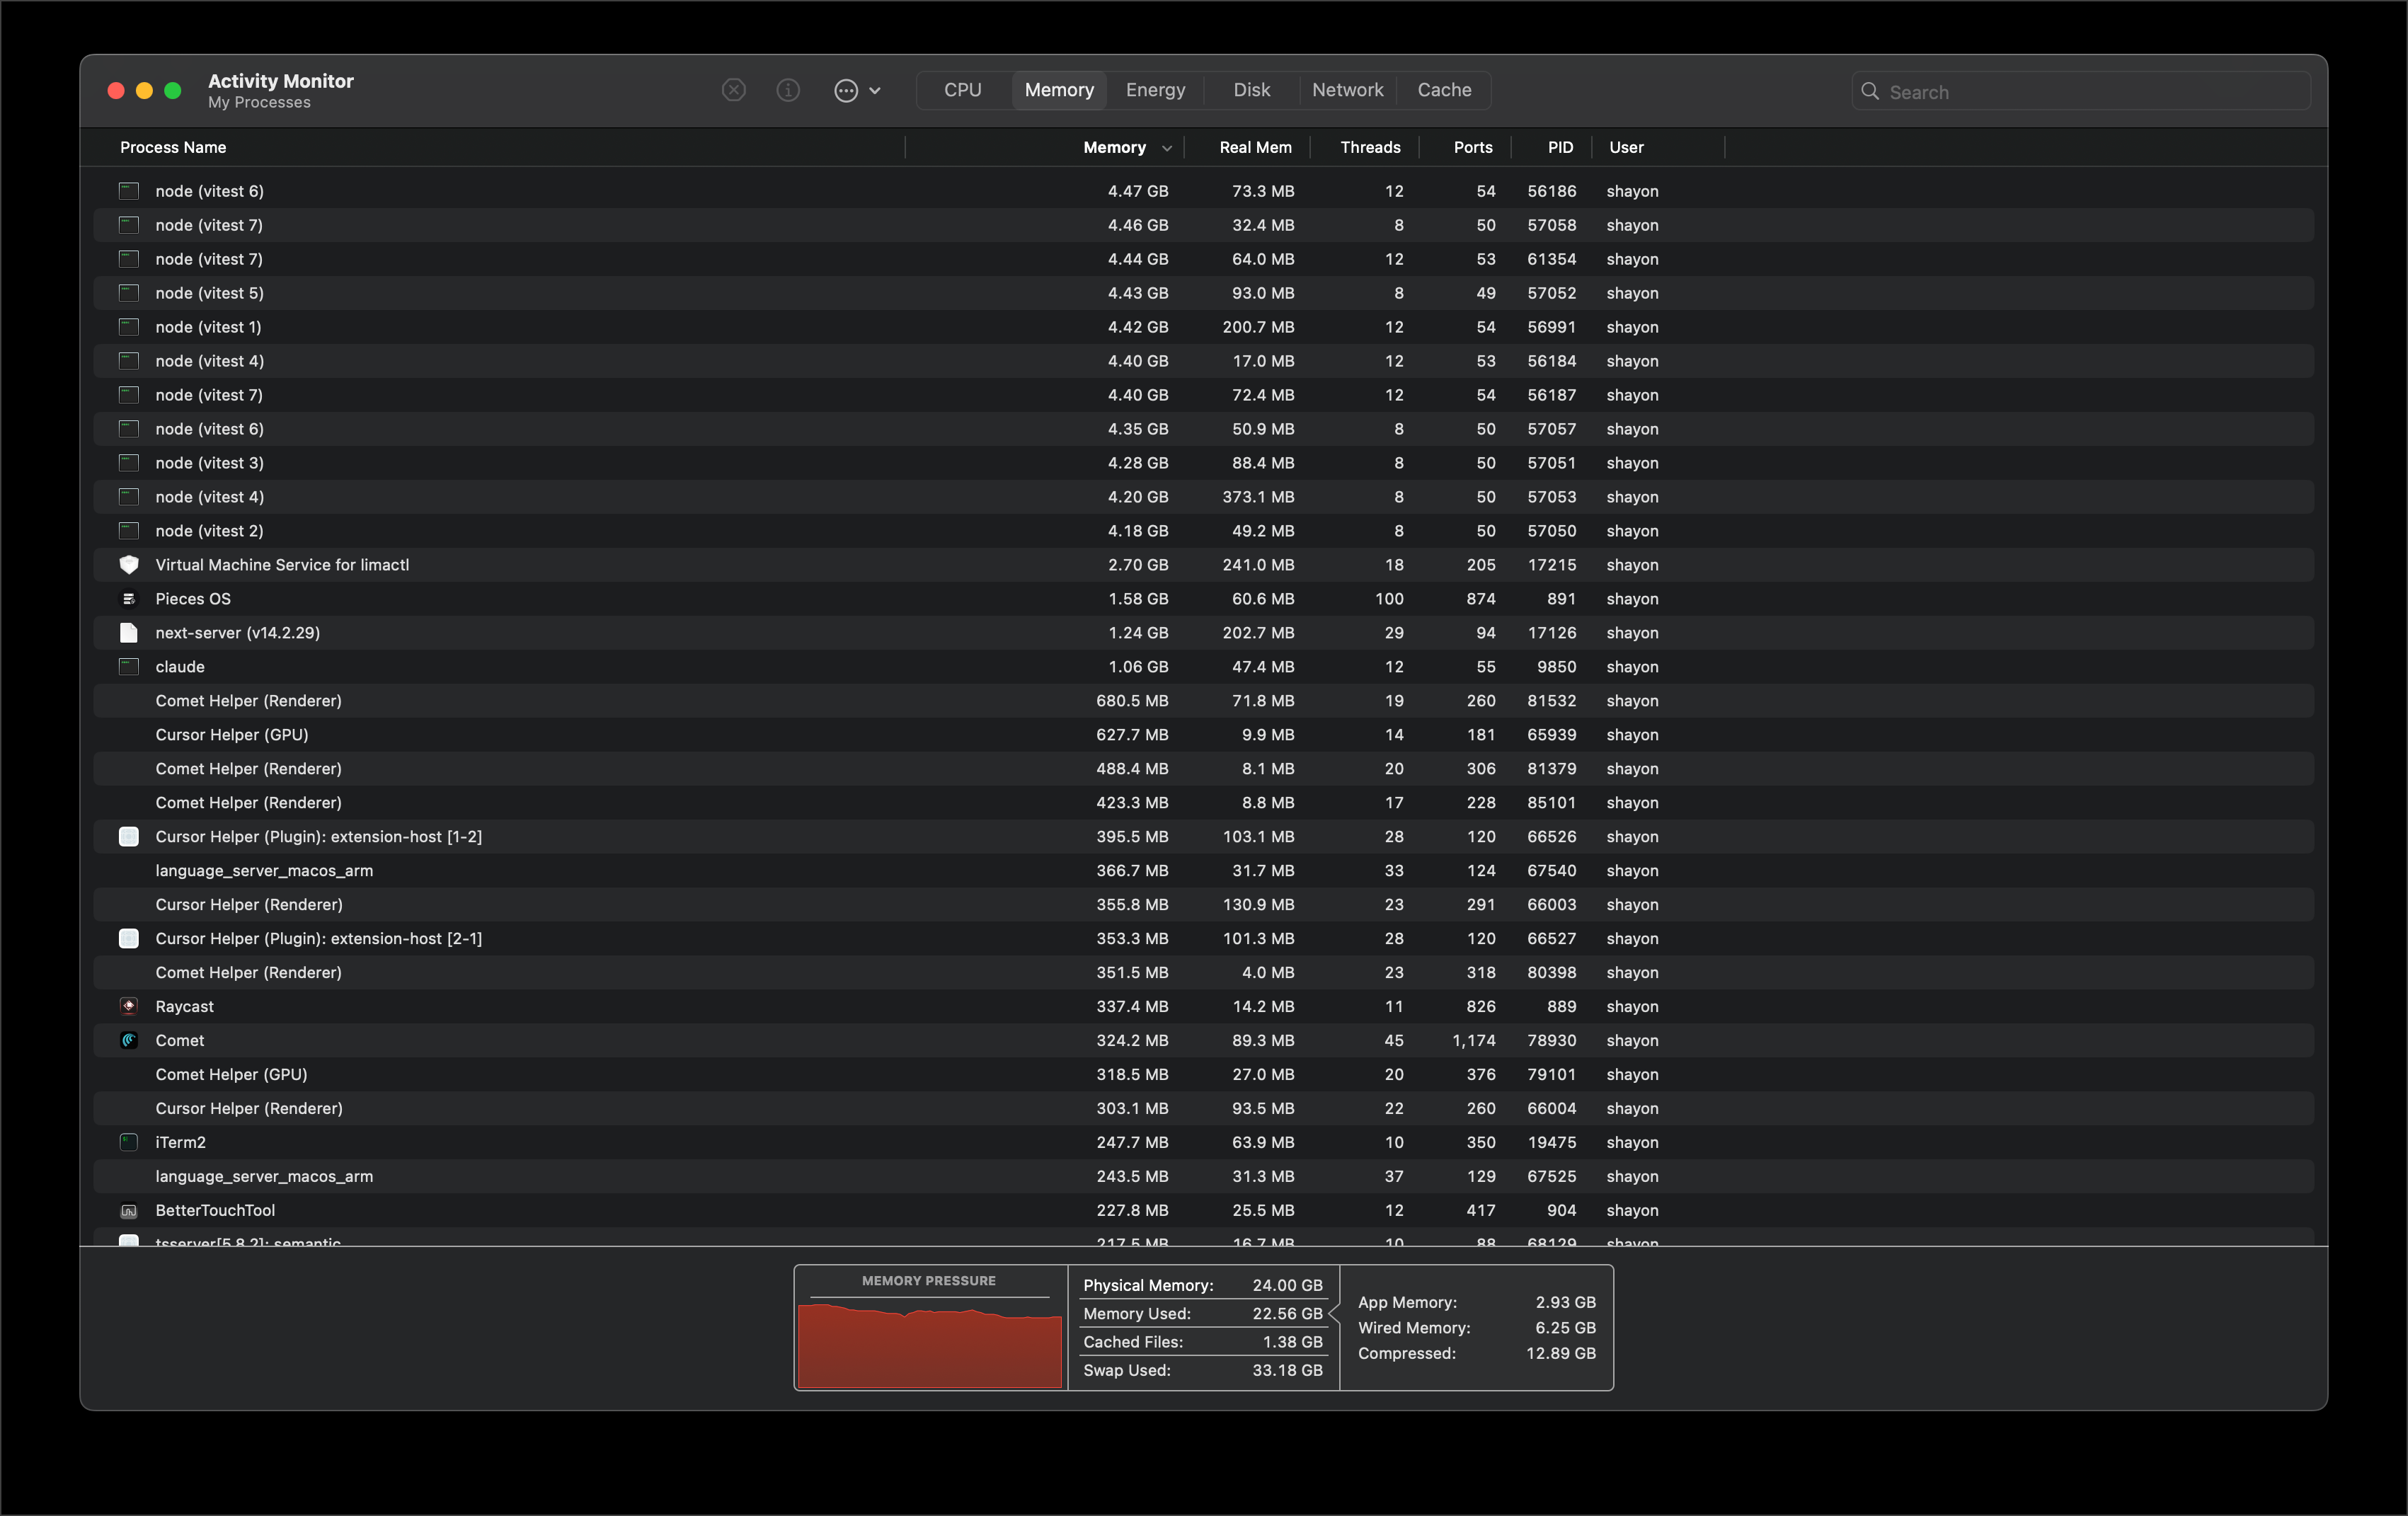 Activity Monitor
My Processes
CPU Memory Energy Disk Network Cache
Search
Process Name Memory Real Mem Threads Ports PID User
node (vitest 6) 4.47 GB 73.3 MB 12 54 56186 shayon
node (vitest 7) 4.46 GB 32.4 MB 8 50 57058 shayon
node (vitest 7) 4.44 GB 64.0 MB 12 53 61354 shayon
node (vitest 5) 4.43 GB 93.0 MB 8 49 57052 shayon
node (vitest 1) 4.42 GB 200.7 MB 12 54 56991 shayon
node (vitest 4) 4.40 GB 17.0 MB 12 53 56184 shayon
node (vitest 7) 4.40 GB 72.4 MB 12 54 56187 shayon
node (vitest 6) 4.35 GB 50.9 MB 8 50 57057 shayon
node (vitest 3) 4.28 GB 88.4 MB 8 50 57051 shayon
node (vitest 4) 4.20 GB 373.1 MB 8 50 57053 shayon
node (vitest 2) 4.18 GB 49.2 MB 8 50 57050 shayon
Virtual Machine Service for limactl 2.70 GB 241.0 MB 18 205 17215 shayon
Pieces OS 1.58 GB 60.6 MB 100 874 891 shayon
next-server (v14.2.29) 1.24 GB 202.7 MB 29 94 17126 shayon
claude 1.06 GB 47.4 MB 12 55 9850 shayon
Comet Helper (Renderer) 680.5 MB 71.8 MB 19 260 81532 shayon
Cursor Helper (GPU) 627.7 MB 9.9 MB 14 181 65939 shayon
Comet Helper (Renderer) 488.4 MB 8.1 MB 20 306 81379 shayon
Comet Helper (Renderer) 423.3 MB 8.8 MB 17 228 85101 shayon
Cursor Helper (Plugin): extension-host [1-2] 395.5 MB 103.1 MB 28 120 66526 shayon
language_server_macos_arm 366.7 MB 31.7 MB 33 124 67540 shayon
Cursor Helper (Renderer) 355.8 MB 130.9 MB 23 291 66003 shayon
Cursor Helper (Plugin): extension-host [2-1] 353.3 MB 101.3 MB 28 120 66527 shayon
Comet Helper (Renderer) 351.5 MB 4.0 MB 23 318 80398 shayon
Raycast 337.4 MB 14.2 MB 11 826 889 shayon
Comet 324.2 MB 89.3 MB 45 1,174 78930 shayon
Comet Helper (GPU) 318.5 MB 27.0 MB 20 376 79101 shayon
Cursor Helper (Renderer) 303.1 MB 93.5 MB 22 260 66004 shayon
iTerm2 247.7 MB 63.9 MB 10 350 19475 shayon
language_server_macos_arm 243.5 MB 31.3 MB 37 129 67525 shayon
BetterTouchTool 227.8 MB 25.5 MB 12 417 904 shayon
tsserver[5.8.2]: semantic 217.5 MB 16.7 MB 10 88 68129 shayon
MEMORY PRESSURE
Physical Memory: 24.00 GB
Memory Used: 22.56 GB
Cached Files: 1.38 GB
Swap Used: 33.18 GB
App Memory: 2.93 GB
Wired Memory: 6.25 GB
Compressed: 12.89 GB